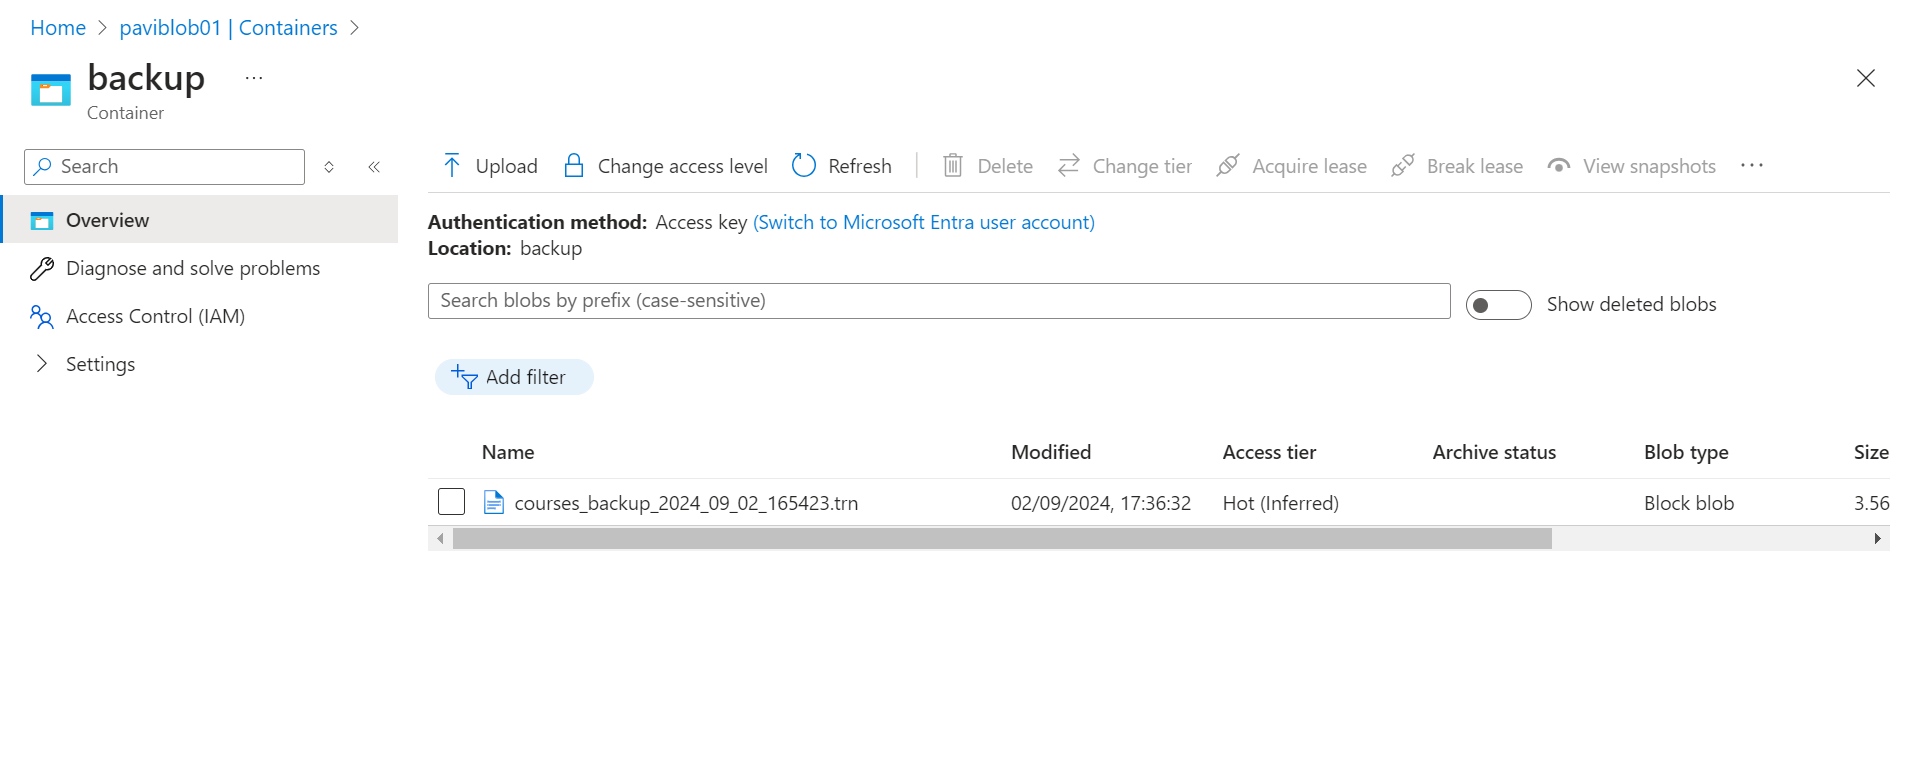 Home > paviblob01 | Containers >
backup ...
Container
Search
Overview
Diagnose and solve problems
Access Control (IAM)
Settings
Upload Change access level Refresh Delete Change tier Acquire lease Break lease View snapshots ...
Authentication method: Access key (Switch to Microsoft Entra user account)
Location: backup
Search blobs by prefix (case-sensitive)
Show deleted blobs
Add filter
Name Modified Access tier Archive status Blob type Size
courses_backup_2024_09_02_165423.trn 02/09/2024, 17:36:32 Hot (Inferred) Block blob 3.56